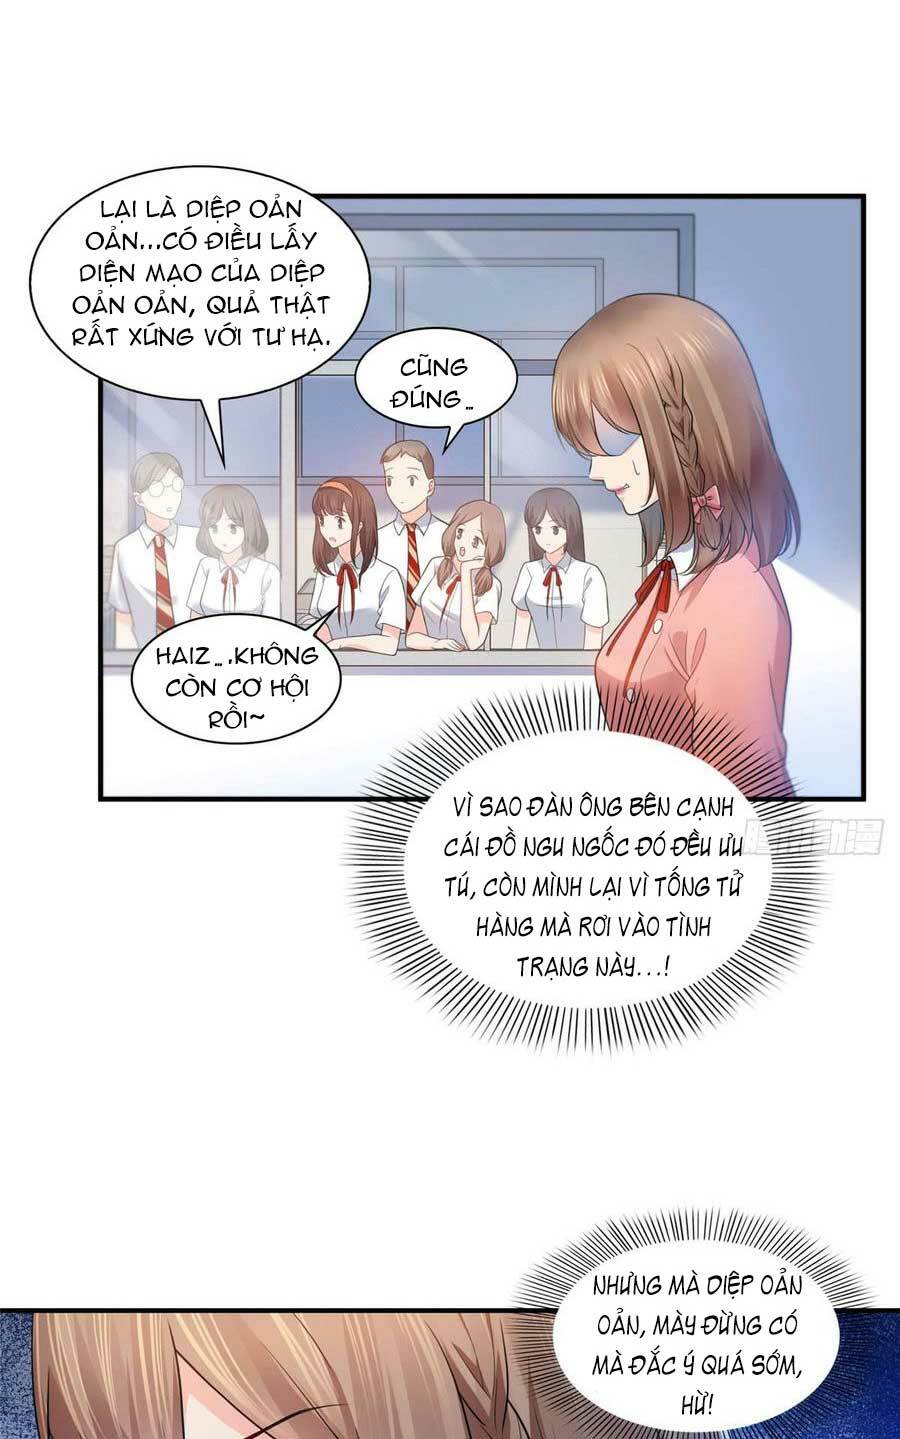 LẠI LÀ DIỆP OẢN
OẢN...CÓ ĐIỀU LẤY
DIỆN MẠO CỦA DIỆP
OẢN OẢN, QUẢ THẬT
RẤT XỨNG VỚI TƯ HẠ.
CŨNG
ĐÚNG...
HAIZ....KHÔNG
CÒN CƠ HỘI
RỒI~
VÌ SAO ĐÀN ÔNG BÊN CẠNH
CÁI ĐỒ NGU NGỐC ĐÓ ĐỀU ƯU
TÚ, CÒN MÌNH LẠI VÌ TỐNG TỬ
HÀNG MÀ RƠI VÀO TÌNH
TRẠNG NÀY...!
NHƯNG MÀ DIỆP OẢN
OẢN, MÀY ĐỪNG CÓ
MÀ ĐẮC Ý QUÁ SỚM,
HỪ!